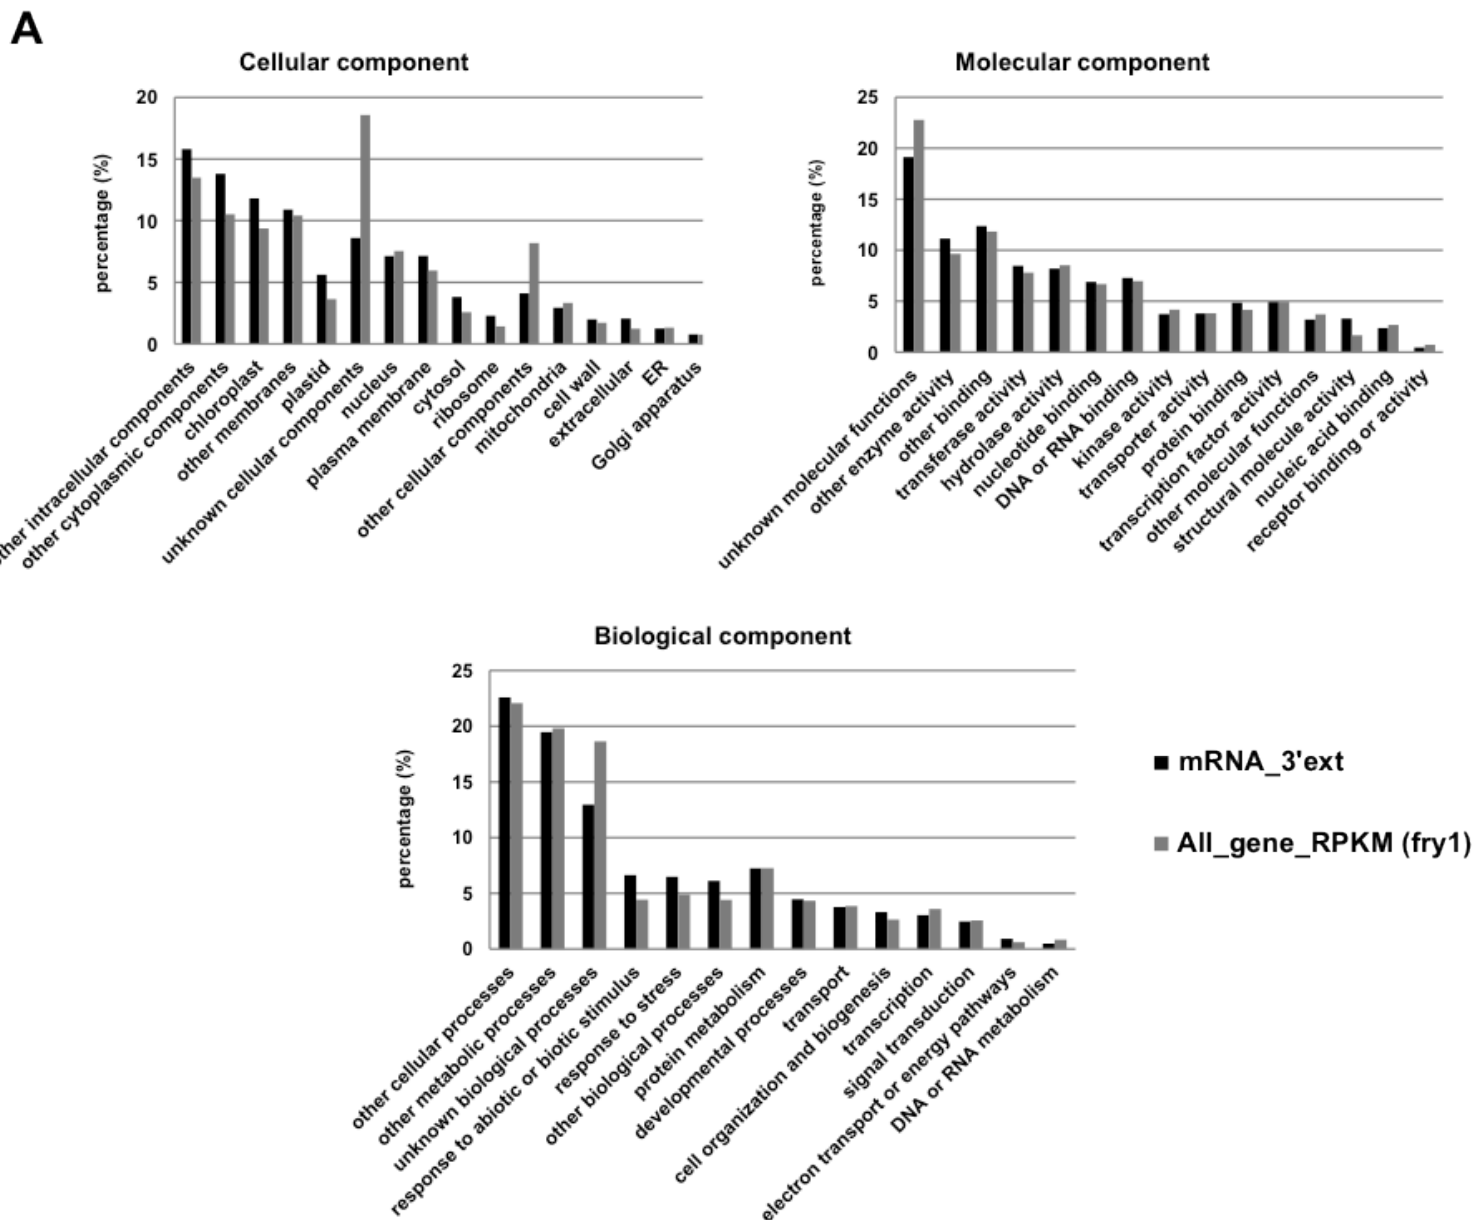 A
Cellular component
percentage (%)
20
15
10
5
0
other intracellular components
other cytoplasmic components
chloroplast
other membranes
plastid
unknown cellular components
nucleus
plasma membrane
cytosol
ribosome
other cellular components
mitochondria
cell wall
extracellular
ER
Golgi apparatus
Molecular component
percentage (%)
25
20
15
10
5
0
unknown molecular functions
other enzyme activity
other binding
transferase activity
hydrolase activity
nucleotide binding
DNA or RNA binding
kinase activity
transporter activity
protein binding
transcription factor activity
other molecular functions
structural molecule activity
nucleic acid binding
receptor binding or activity
Biological component
percentage (%)
25
20
15
10
5
0
other cellular processes
other metabolic processes
unknown biological processes
response to abiotic or biotic stimulus
response to stress
other biological processes
protein metabolism
developmental processes
transport
cell organization and biogenesis
transcription
signal transduction
electron transport or energy pathways
DNA or RNA metabolism
mRNA_3'ext
All_gene_RPKM (fry1)